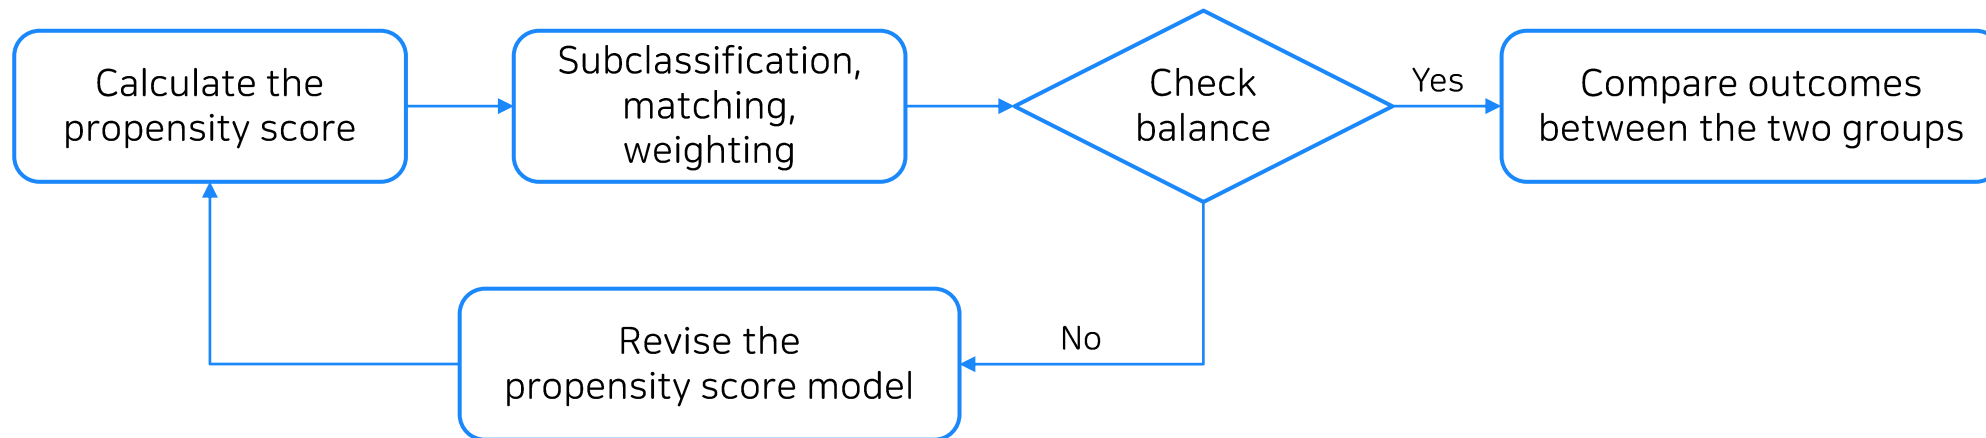 Calculate the
propensity score
Subclassification,
matching,
weighting
Check
balance
Yes
Compare outcomes
between the two groups
No
Revise the
propensity score model